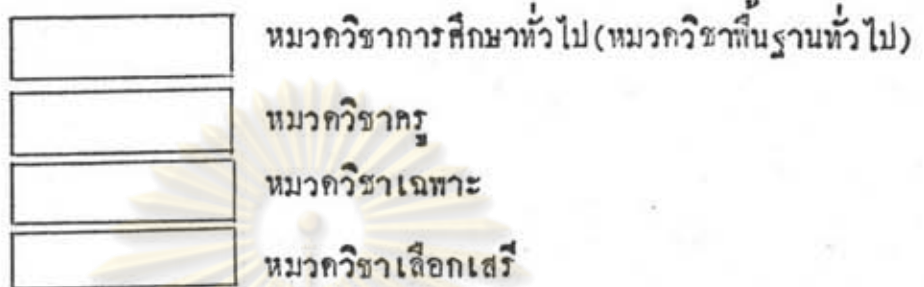 หมวดวิชาการศึกษาทั่วไป(หมวดวิชาพื้นฐานทั่วไป)
หมวดวิชาครู
หมวดวิชาเฉพาะ
หมวดวิชาเลือกเสรี